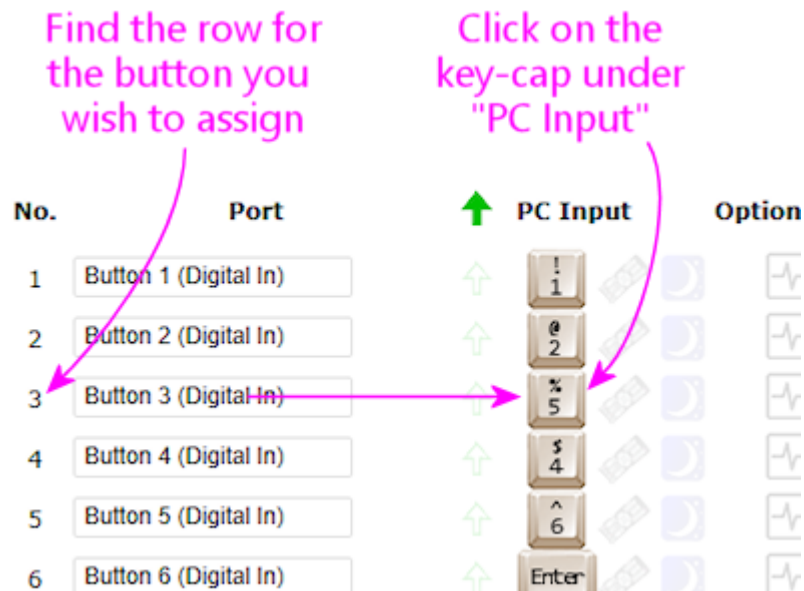 Find the row for
the button you
wish to assign
Click on the
key-cap under
"PC Input"
No. Port PC Input Option
1 Button 1 (Digital In) ! 1
2 Button 2 (Digital In) @ 2
3 Button 3 (Digital In) % 5
4 Button 4 (Digital In) $ 4
5 Button 5 (Digital In) ^ 6
6 Button 6 (Digital In) Enter